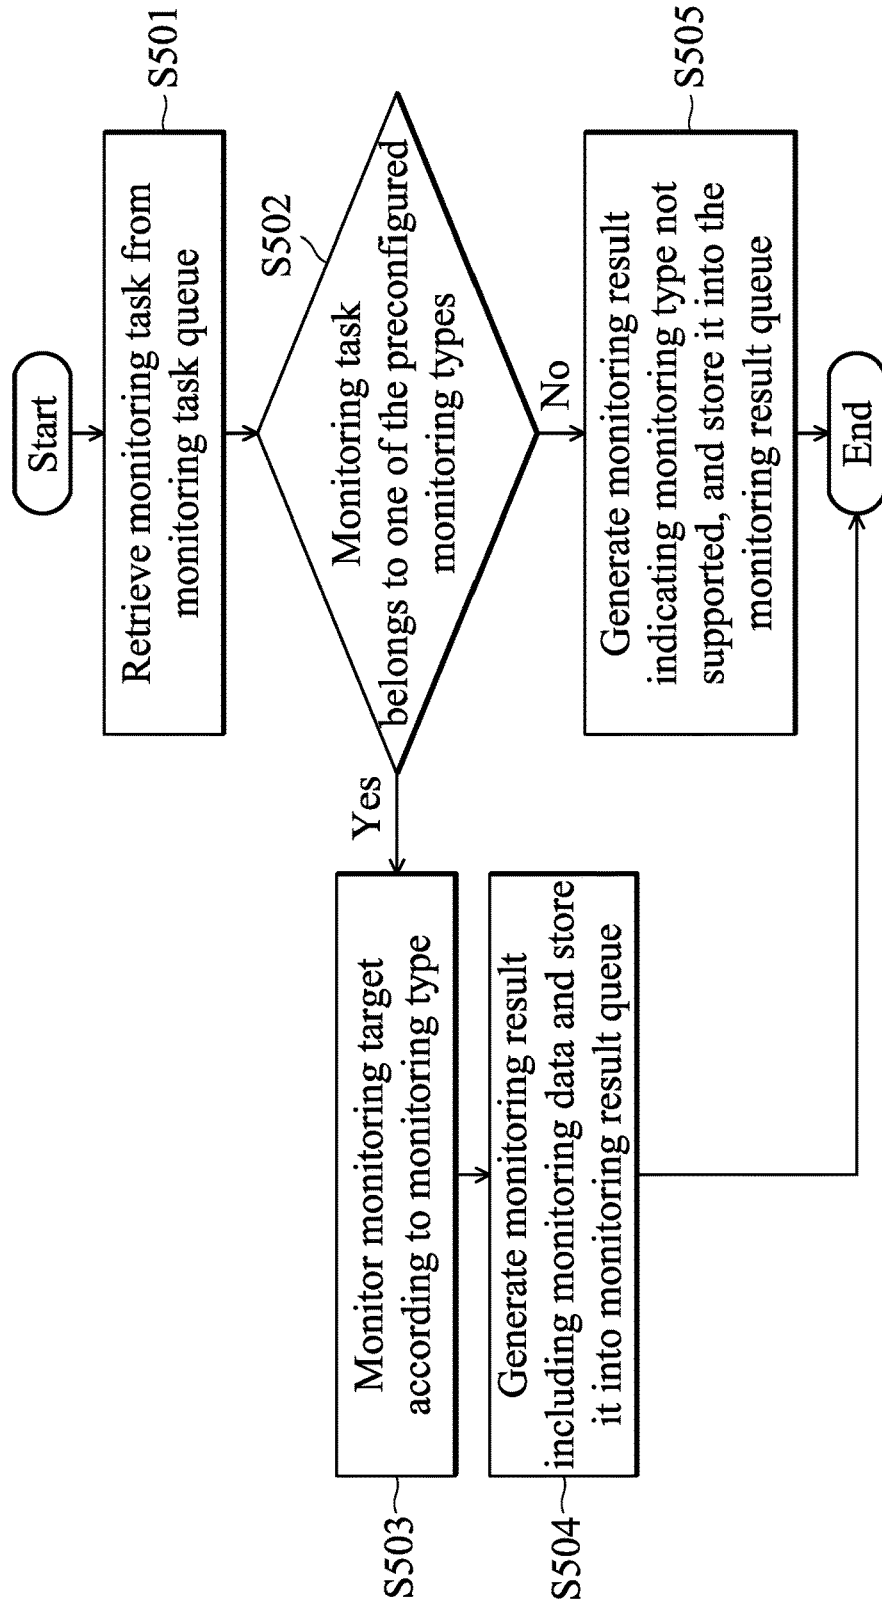 Start
S501
Retrieve monitoring task from
monitoring task queue
S502
Monitoring task
belongs to one of the preconfigured
monitoring types
Yes
No
S503
Monitor monitoring target
according to monitoring type
S504
Generate monitoring result
including monitoring data and store
it into monitoring result queue
S505
Generate monitoring result
indicating monitoring type not
supported, and store it into the
monitoring result queue
End